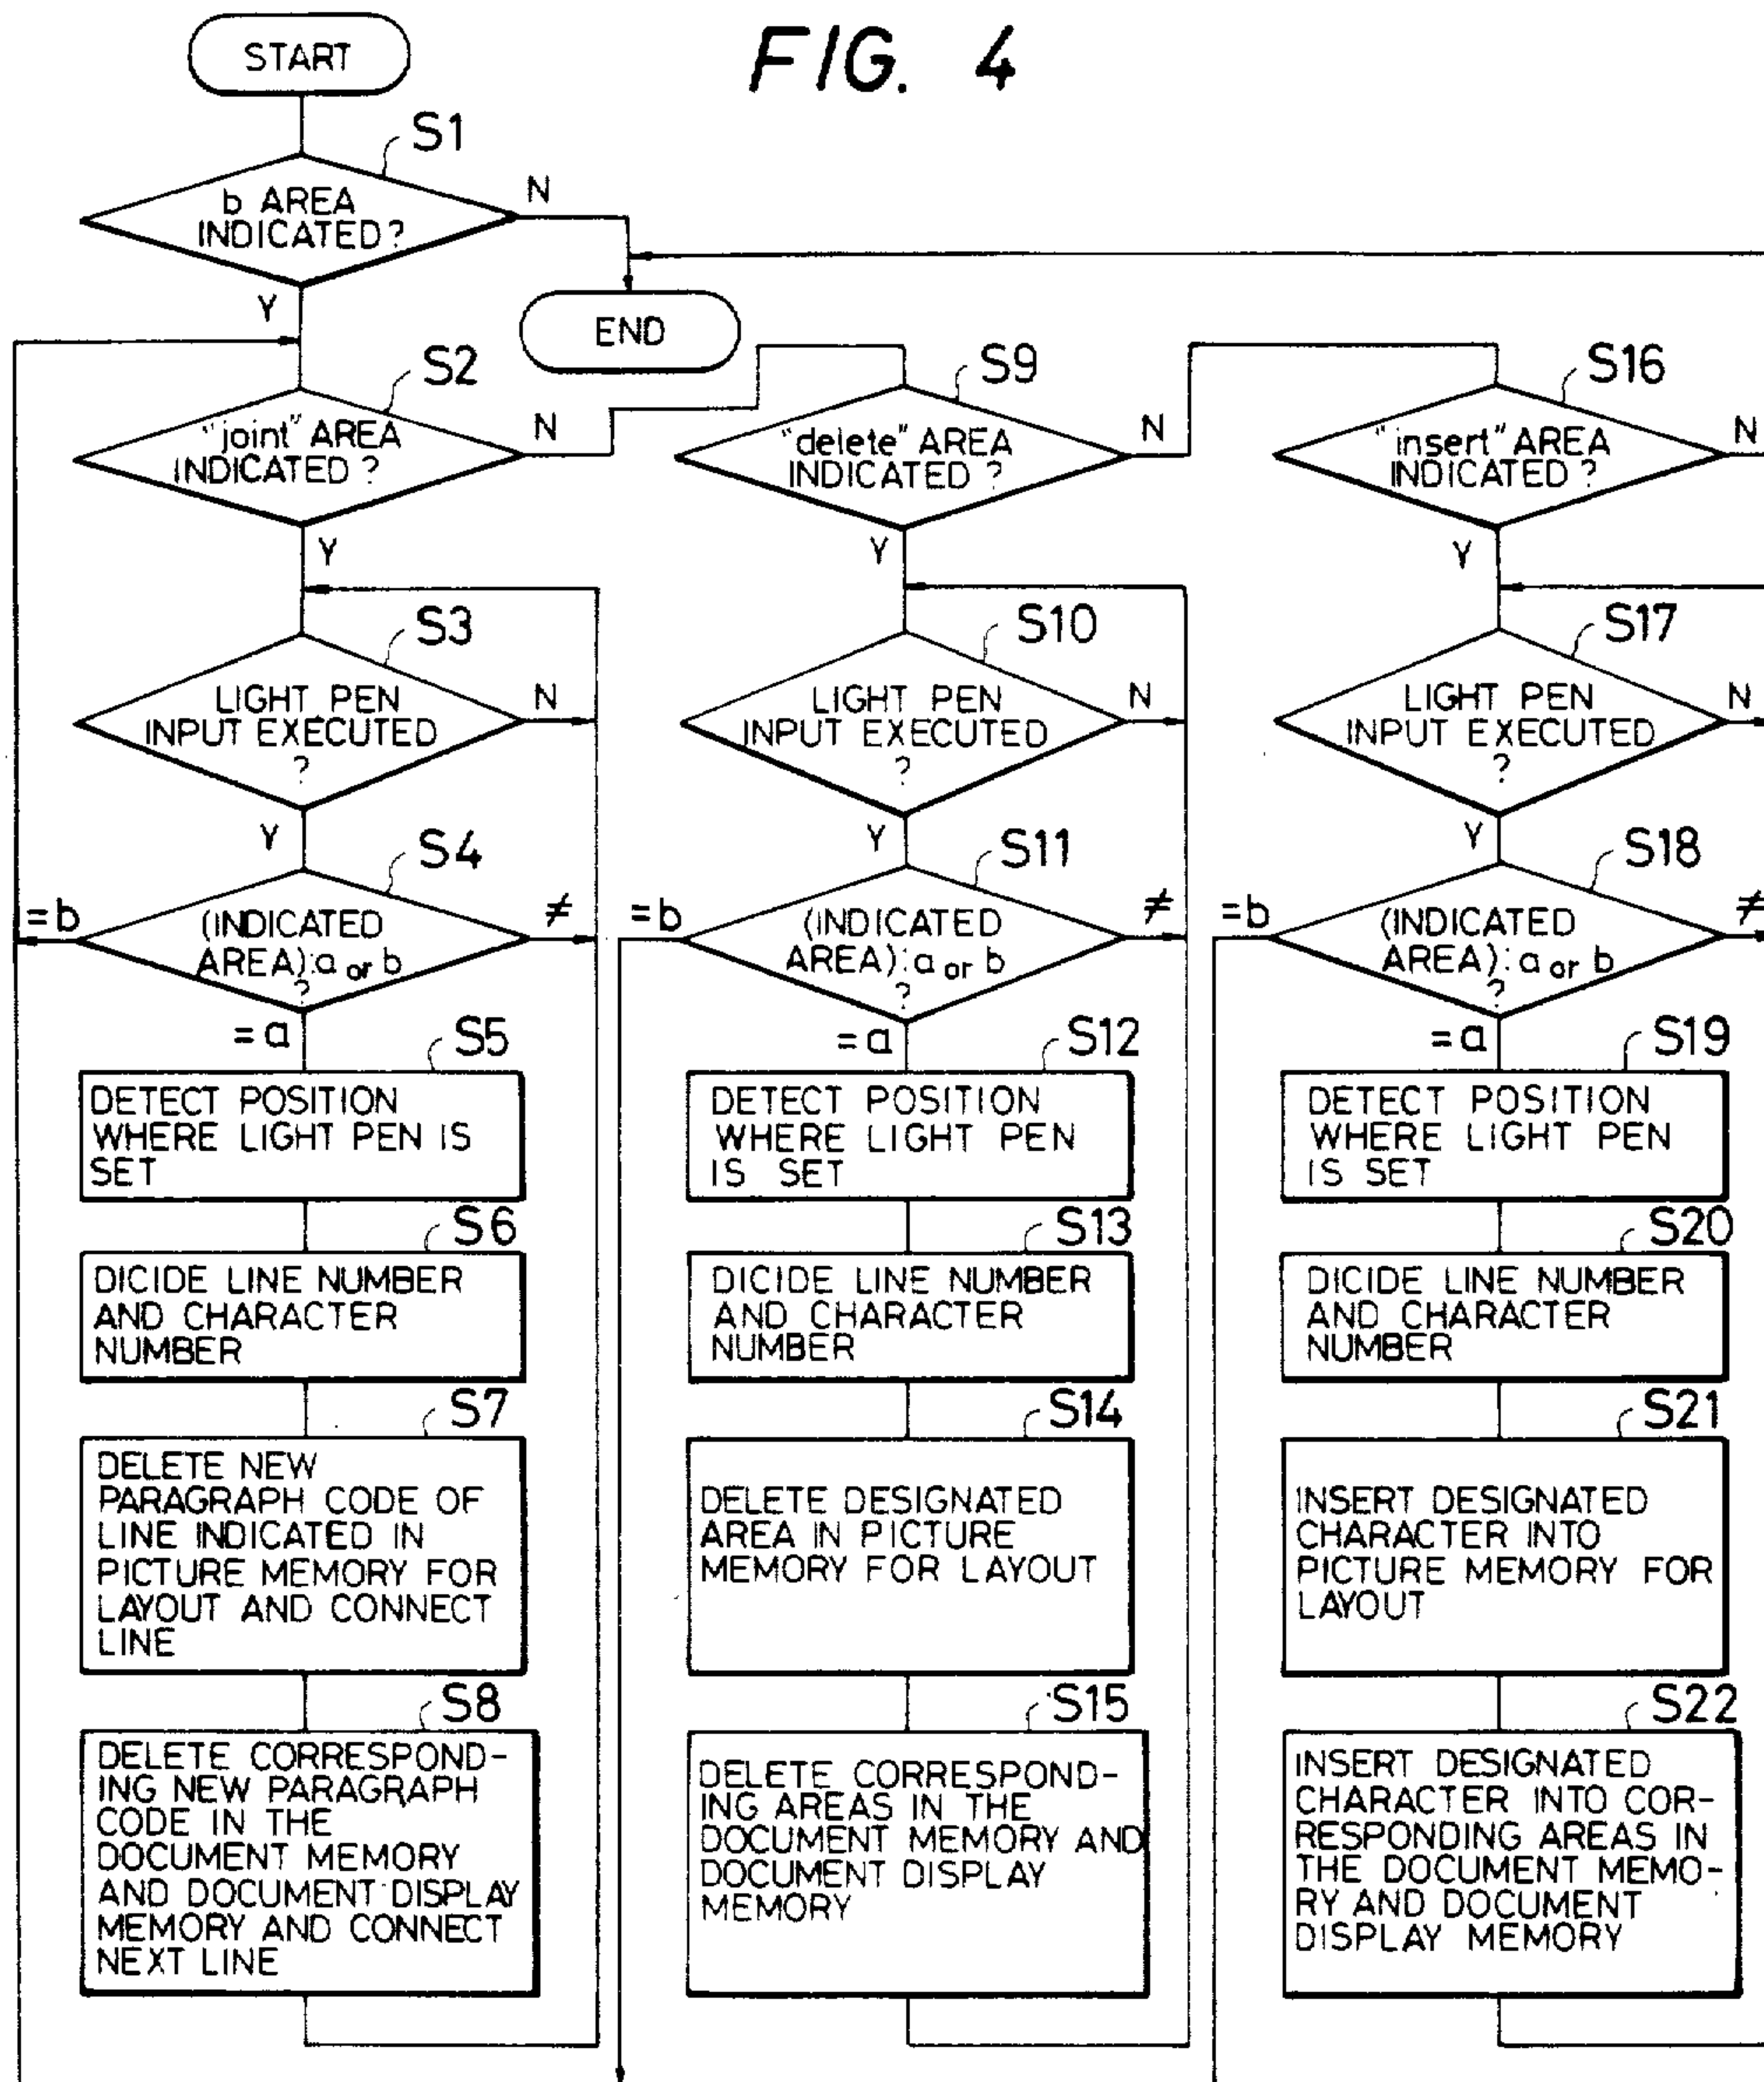 FIG. 4
START
S1
b AREA
INDICATED?
N
Y
END
S2
"joint" AREA
INDICATED?
N
Y
S3
LIGHT PEN
INPUT EXECUTED
?
N
Y
S4
(INDICATED
AREA):a or b
?
=b
≠
=a
S5
DETECT POSITION
WHERE LIGHT PEN IS
SET
S6
DICIDE LINE NUMBER
AND CHARACTER
NUMBER
S7
DELETE NEW
PARAGRAPH CODE OF
LINE INDICATED IN
PICTURE MEMORY FOR
LAYOUT AND CONNECT
LINE
S8
DELETE CORRESPOND-
ING NEW PARAGRAPH
CODE IN THE
DOCUMENT MEMORY
AND DOCUMENT DISPLAY
MEMORY AND CONNECT
NEXT LINE
S9
"delete" AREA
INDICATED?
N
Y
S10
LIGHT PEN
INPUT EXECUTED
?
N
Y
S11
(INDICATED
AREA):a or b
?
=b
≠
=a
S12
DETECT POSITION
WHERE LIGHT PEN
IS SET
S13
DICIDE LINE NUMBER
AND CHARACTER
NUMBER
S14
DELETE DESIGNATED
AREA IN PICTURE
MEMORY FOR LAYOUT
S15
DELETE CORRESPOND-
ING AREAS IN THE
DOCUMENT MEMORY AND
DOCUMENT DISPLAY
MEMORY
S16
"insert" AREA
INDICATED?
N
Y
S17
LIGHT PEN
INPUT EXECUTED
?
N
Y
S18
(INDICATED
AREA):a or b
?
=b
≠
=a
S19
DETECT POSITION
WHERE LIGHT PEN
IS SET
S20
DICIDE LINE NUMBER
AND CHARACTER
NUMBER
S21
INSERT DESIGNATED
CHARACTER INTO
PICTURE MEMORY FOR
LAYOUT
S22
INSERT DESIGNATED
CHARACTER INTO COR-
RESPONDING AREAS IN
THE DOCUMENT MEMO-
RY AND DOCUMENT
DISPLAY MEMORY